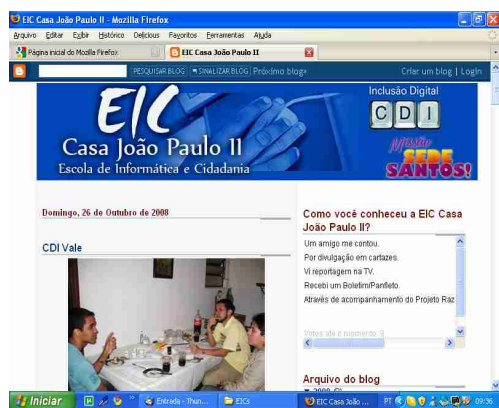 EIC Casa João Paulo II - Mozilla Firefox
Arquivo Editar Exibir Histórico Delicious Favoritos Ferramentas Ajuda
Página inicial do Mozilla Firefox EIC Casa João Paulo II
PESQUISAR BLOG SINALIZAR BLOG Próximo blog» Criar um blog | Login
EIC
Casa João Paulo II
Escola de Informática e Cidadania
Inclusão Digital
CDI
Missão
SEDE
SANTOS!
Domingo, 26 de Outubro de 2008
CDI Vale
Como você conheceu a EIC Casa
João Paulo II?
Um amigo me contou.
Por divulgação em cartazes.
Vi reportagem na TV.
Recebi um Boletim/Panfleto.
Através de acompanhamento do Projeto Raz
Votos até o momento: 9
Arquivo do blog
Iniciar Entrada - Thun... EICs EIC Casa João ... PT 09:36